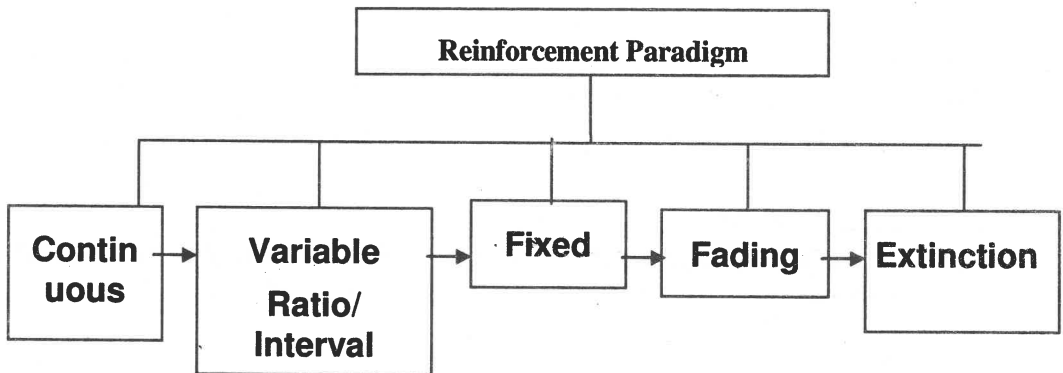 Reinforcement Paradigm
Contin
uous
Variable
Ratio/
Interval
Fixed
Fading
Extinction